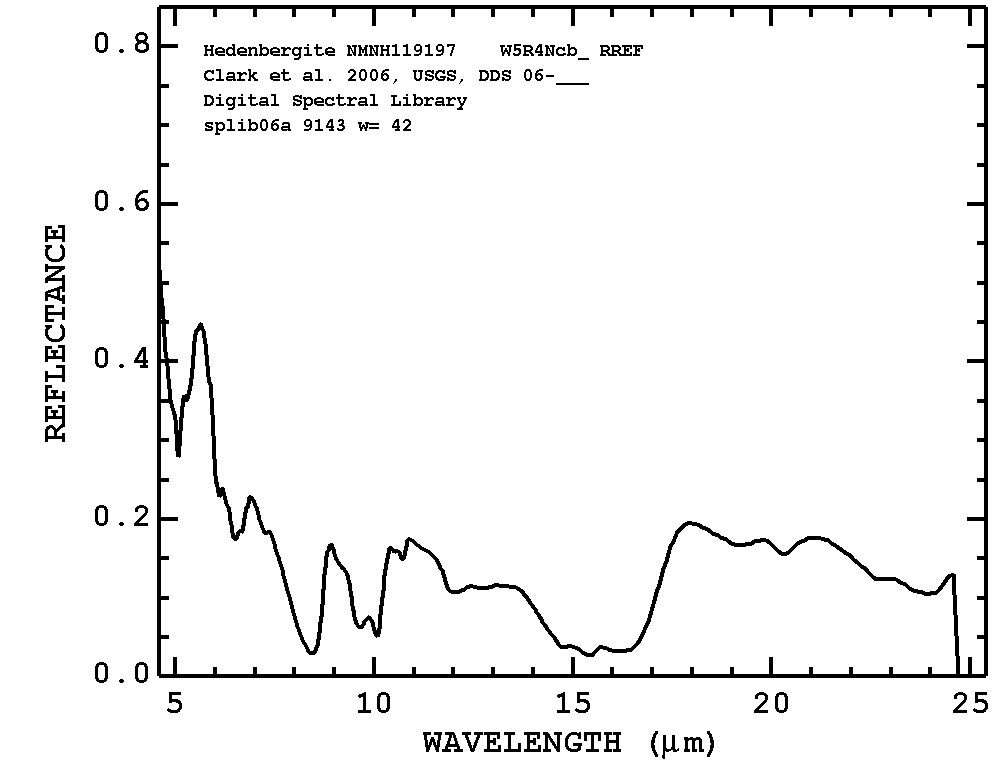 0.8
Hedenbergite NMNH119197 W5R4Ncb_ RREF
Clark et al. 2006, USGS, DDS 06-___
Digital Spectral Library
splib06a 9143 w= 42
0.6
0.4
0.2
0.0
REFLECTANCE
5 10 15 20 25
WAVELENGTH (μm)